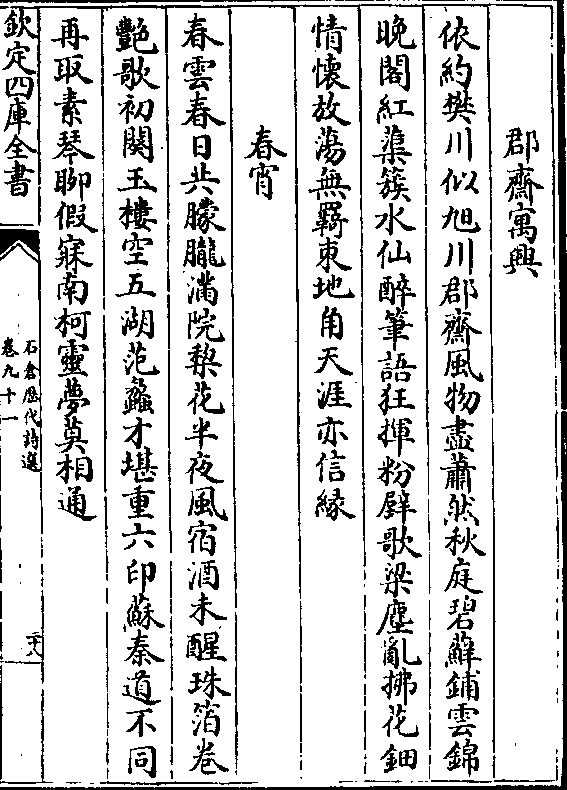 郡齋寓興
依約樊川似旭川郡齋風物盡蕭然秋庭碧蘚鋪雲錦
晚閣紅蕖簇水仙醉筆語狂揮粉壁歌梁塵亂拂花鈿
情懷放蕩無羇束地角天涯亦信縁
春宵
春雲春日共朦朧滿院梨花半夜風宿酒未醒珠箔巻
艷歌初闋玉樓空五湖范蠡才堪重六印蘇秦道不同
再取素琴聊假寐南柯靈夢莫相通
欽定四庫全書
石倉歴代詩選
卷九十一
二八